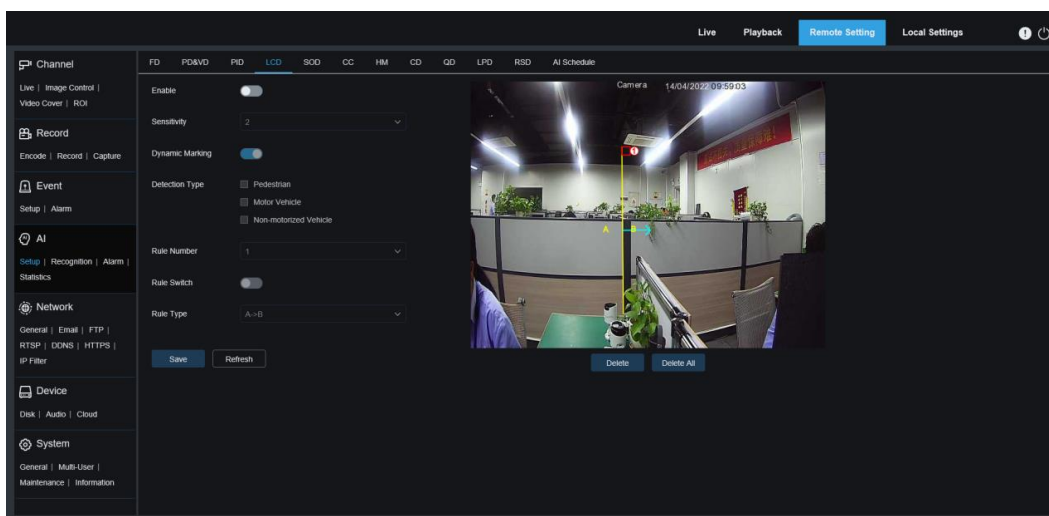 Live Playback Remote Setting Local Settings
Channel
Live | Image Control |
Video Cover | ROI
Record
Encode | Record | Capture
Event
Setup | Alarm
AI
Setup | Recognition | Alarm |
Statistics
Network
General | Email | FTP |
RTSP | DDNS | HTTPS |
IP Filter
Device
Disk | Audio | Cloud
System
General | Multi-User |
Maintenance | Information
FD PD&VD PID LCD SOD CC HM CD QD LPD RSD AI Schedule
Enable
Sensitivity 2
Dynamic Marking
Detection Type Pedestrian
Motor Vehicle
Non-motorized Vehicle
Rule Number 1
Rule Switch
Rule Type A->B
Save Refresh
Camera 14/04/2022 09:59:03
1
A B
Delete Delete All